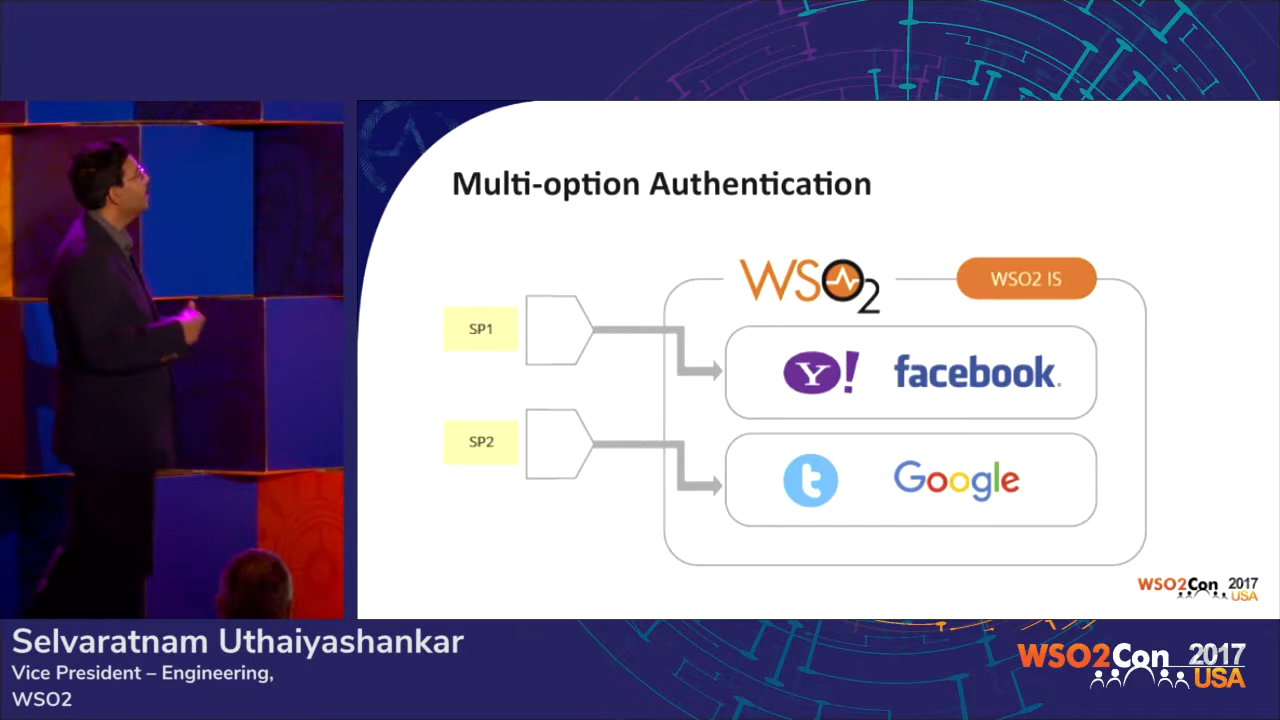 Multi-option Authentication
WSO2
WSO2 IS
SP1
Y!
facebook.
SP2
t
Google
WSO2Con 2017
USA
Selvaratnam Uthaiyashankar
Vice President – Engineering,
WSO2
WSO2Con 2017
USA